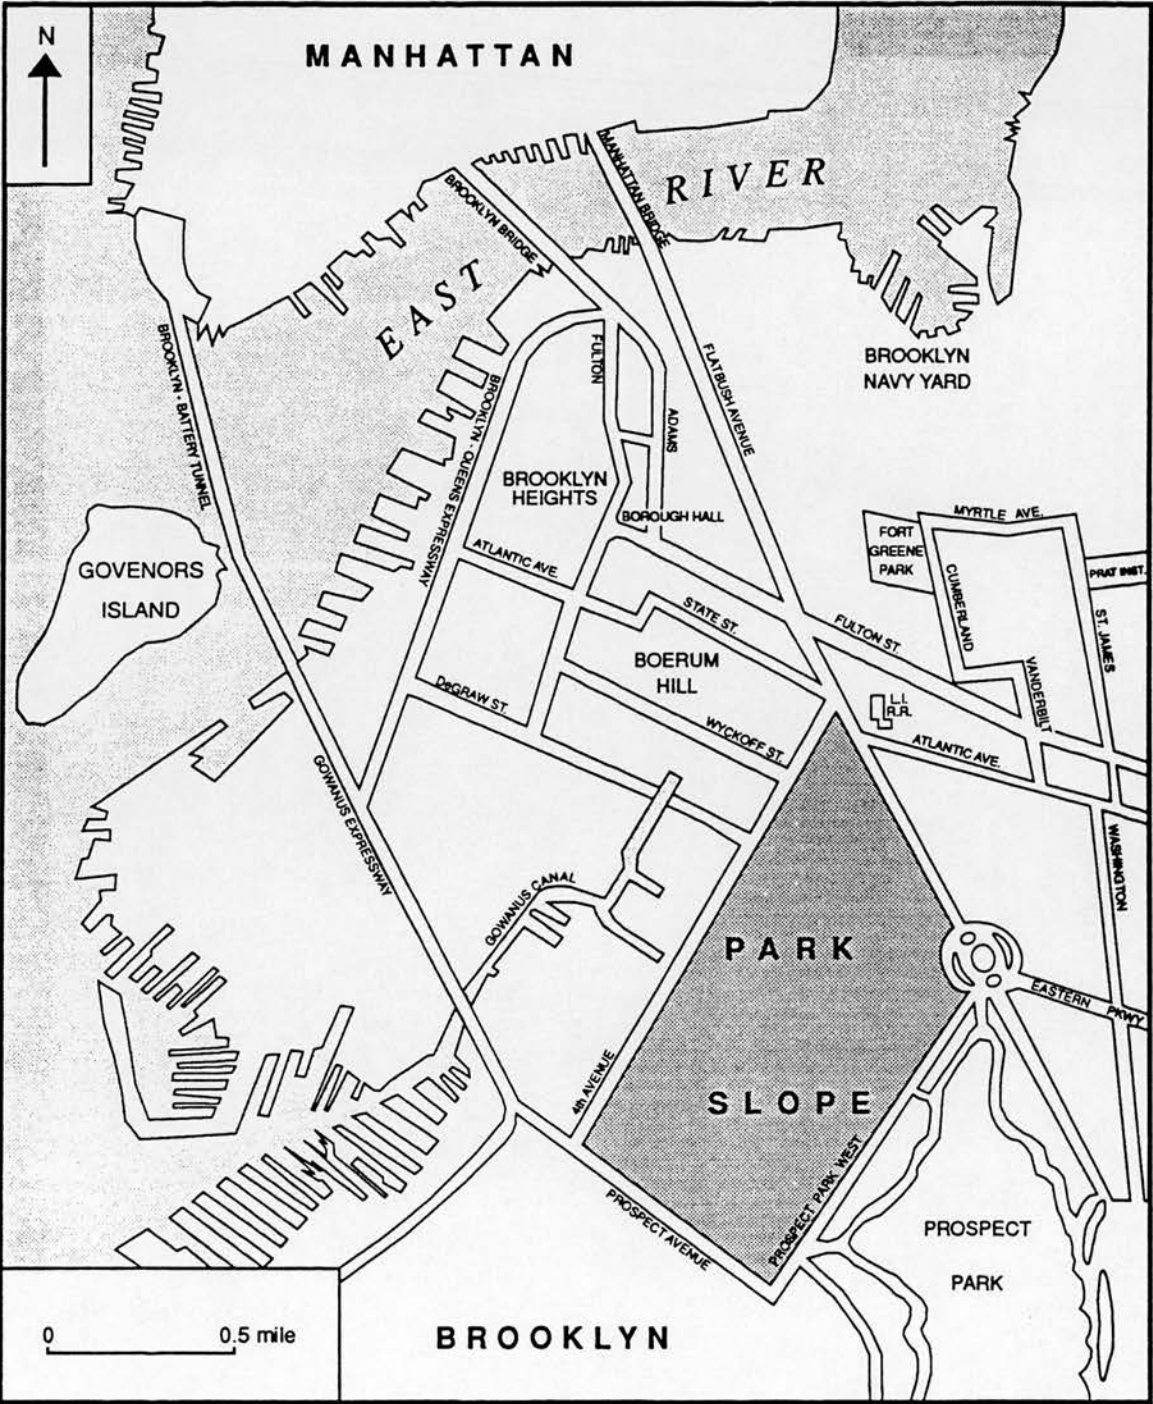 N
MANHATTAN
MANHATTAN BRIDGE
RIVER
BROOKLYN BRIDGE
EAST
BROOKLYN - BATTERY TUNNEL
FULTON
FLATBUSH AVENUE
BROOKLYN
NAVY YARD
BROOKLYN - QUEENS EXPRESSWAY
ADAMS
BROOKLYN
HEIGHTS
BOROUGH HALL
MYRTLE AVE.
FORT
GREENE
PARK
PRAT INST.
ATLANTIC AVE.
GOVENORS
ISLAND
CUMBERLAND
STATE ST.
FULTON ST.
ST. JAMES
BOERUM
HILL
VANDERBILT
DeGRAW ST.
L.I.
R.R.
WYCKOFF ST.
ATLANTIC AVE.
GOWANUS EXPRESSWAY
WASHINGTON
GOWANUS CANAL
PARK
EASTERN PKWY
4th AVENUE
SLOPE
PROSPECT PARK WEST
PROSPECT AVENUE
PROSPECT
PARK
0 0.5 mile
BROOKLYN